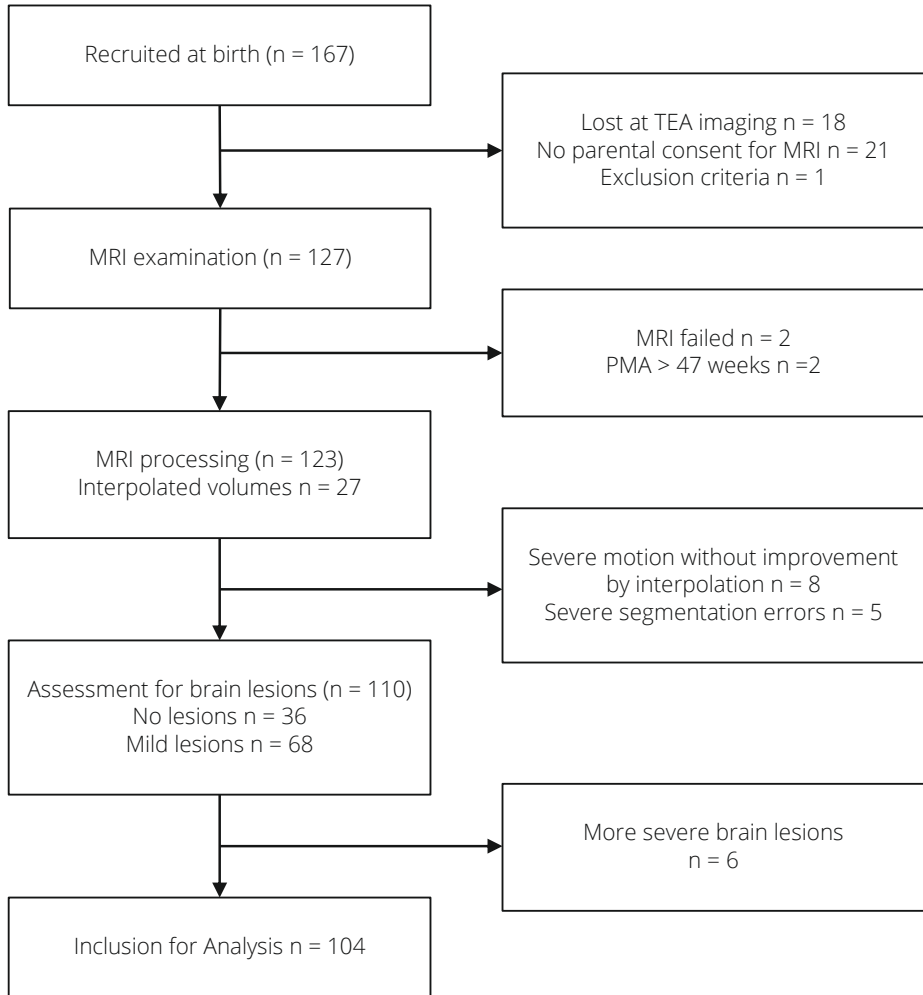 Recruited at birth (n = 167)
Lost at TEA imaging n = 18
No parental consent for MRI n = 21
Exclusion criteria n = 1
MRI examination (n = 127)
MRI failed n = 2
PMA > 47 weeks n =2
MRI processing (n = 123)
Interpolated volumes n = 27
Severe motion without improvement
by interpolation n = 8
Severe segmentation errors n = 5
Assessment for brain lesions (n = 110)
No lesions n = 36
Mild lesions n = 68
More severe brain lesions
n = 6
Inclusion for Analysis n = 104